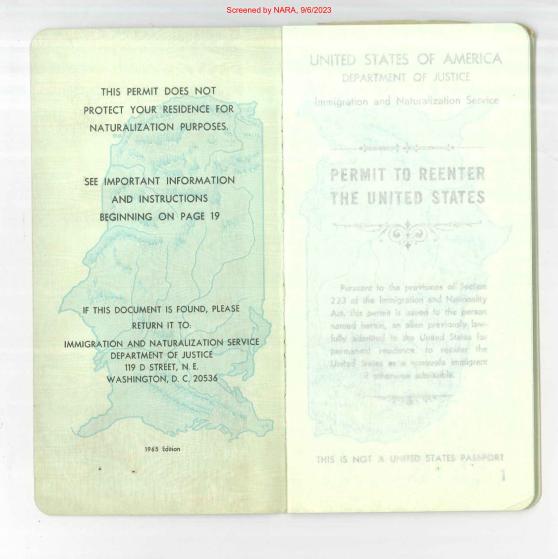 Screened by NARA, 9/6/2023
THIS PERMIT DOES NOT
PROTECT YOUR RESIDENCE FOR
NATURALIZATION PURPOSES.
SEE IMPORTANT INFORMATION
AND INSTRUCTIONS
BEGINNING ON PAGE 19
IF THIS DOCUMENT IS FOUND, PLEASE
RETURN IT TO:
IMMIGRATION AND NATURALIZATION SERVICE
DEPARTMENT OF JUSTICE
119 D STREET, N. E.
WASHINGTON, D. C. 20536
1965 Edition
UNITED STATES OF AMERICA
DEPARTMENT OF JUSTICE
Immigration and Naturalization Service
PERMIT TO REENTER
THE UNITED STATES
Pursuant to the provisions of Section
223 of the Immigration and Nationality
Act, this permit is issued to the person
named herein, an alien previously law-
fully admitted to the United States for
permanent residence, to reenter the
United States as a nonquota immigrant
if otherwise admissible.
THIS IS NOT A UNITED STATES PASSPORT
1